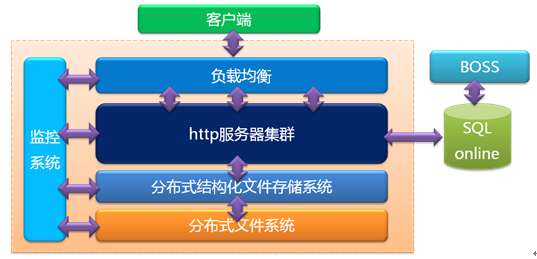 客户端
负载均衡
BOSS
监控
系统
http服务器集群
SQL
online
分布式结构化文件存储系统
分布式文件系统